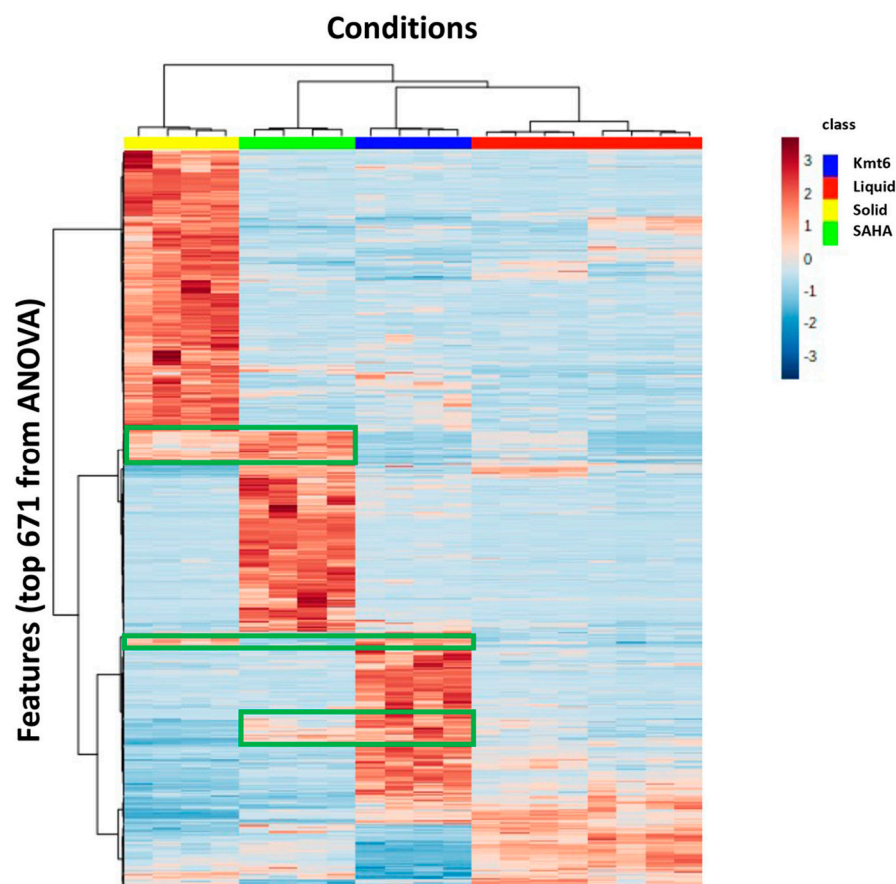 Conditions
class
Kmt6
Liquid
Solid
SAHA
3
2
1
0
-1
-2
-3
Features (top 671 from ANOVA)